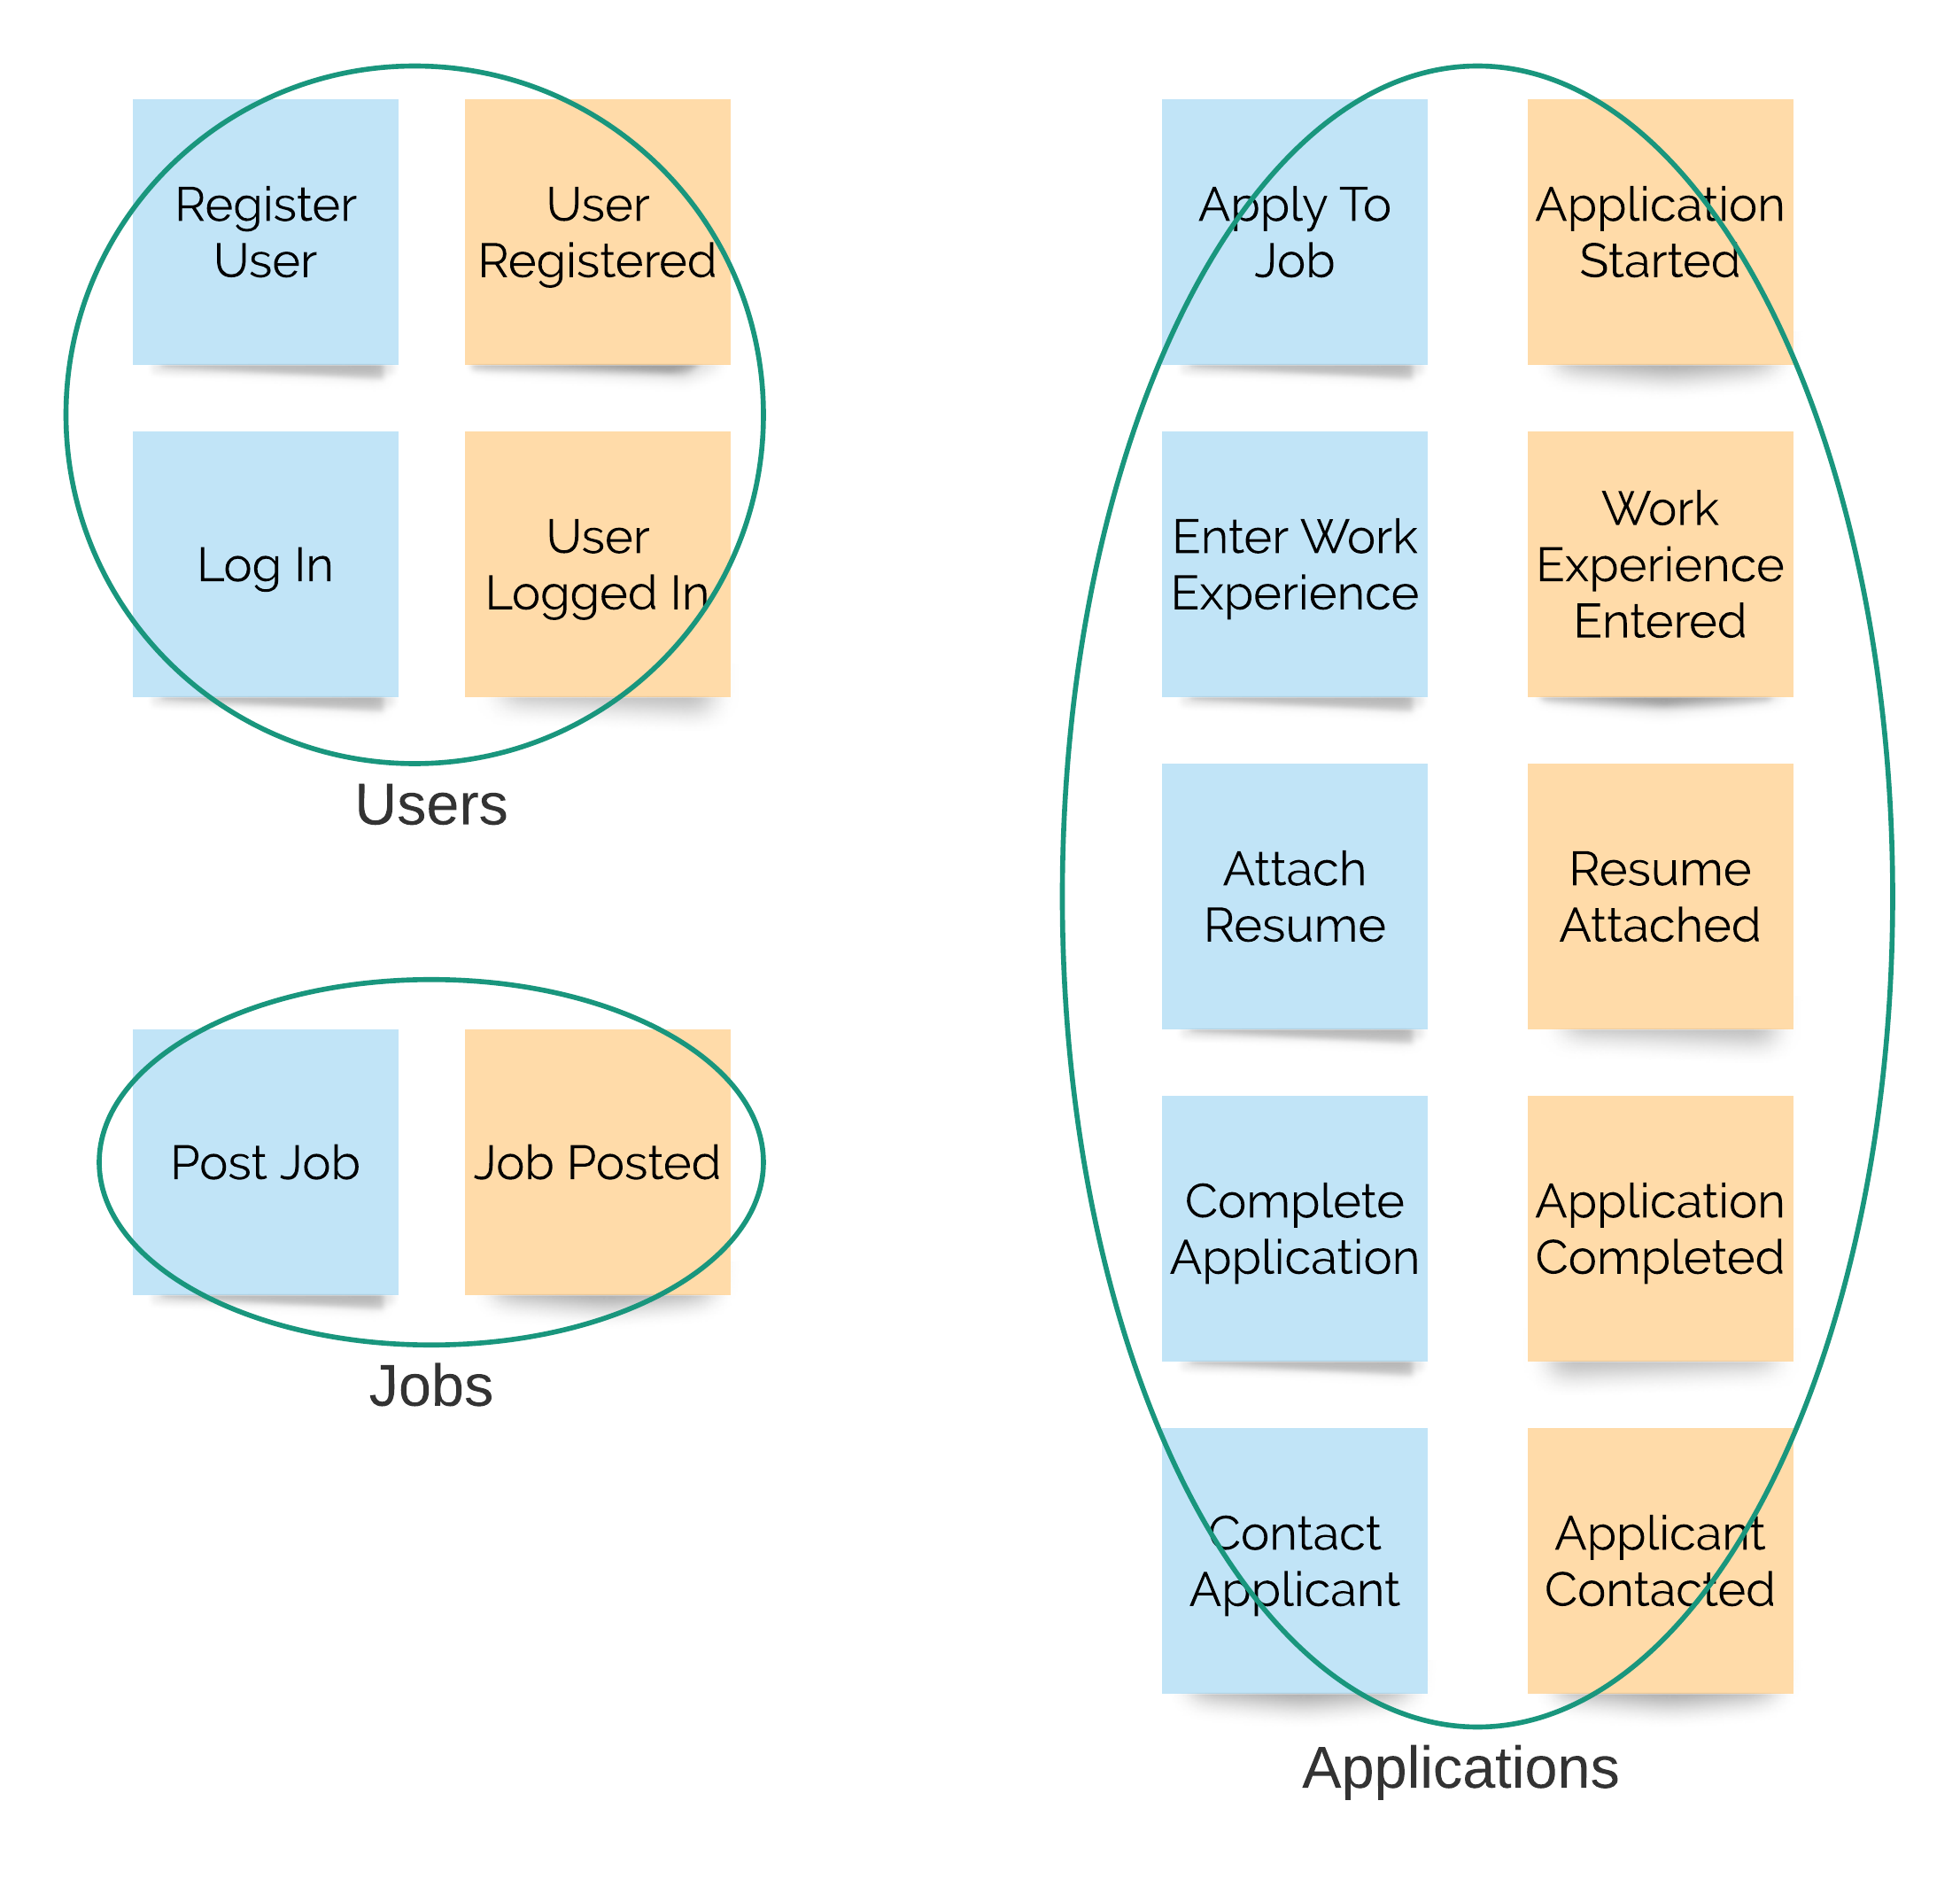 Register
User
User
Registered
Log In
User
Logged In
Users
Post Job
Job Posted
Jobs
Apply To
Job
Application
Started
Enter Work
Experience
Work
Experience
Entered
Attach
Resume
Resume
Attached
Complete
Application
Application
Completed
Contact
Applicant
Applicant
Contacted
Applications